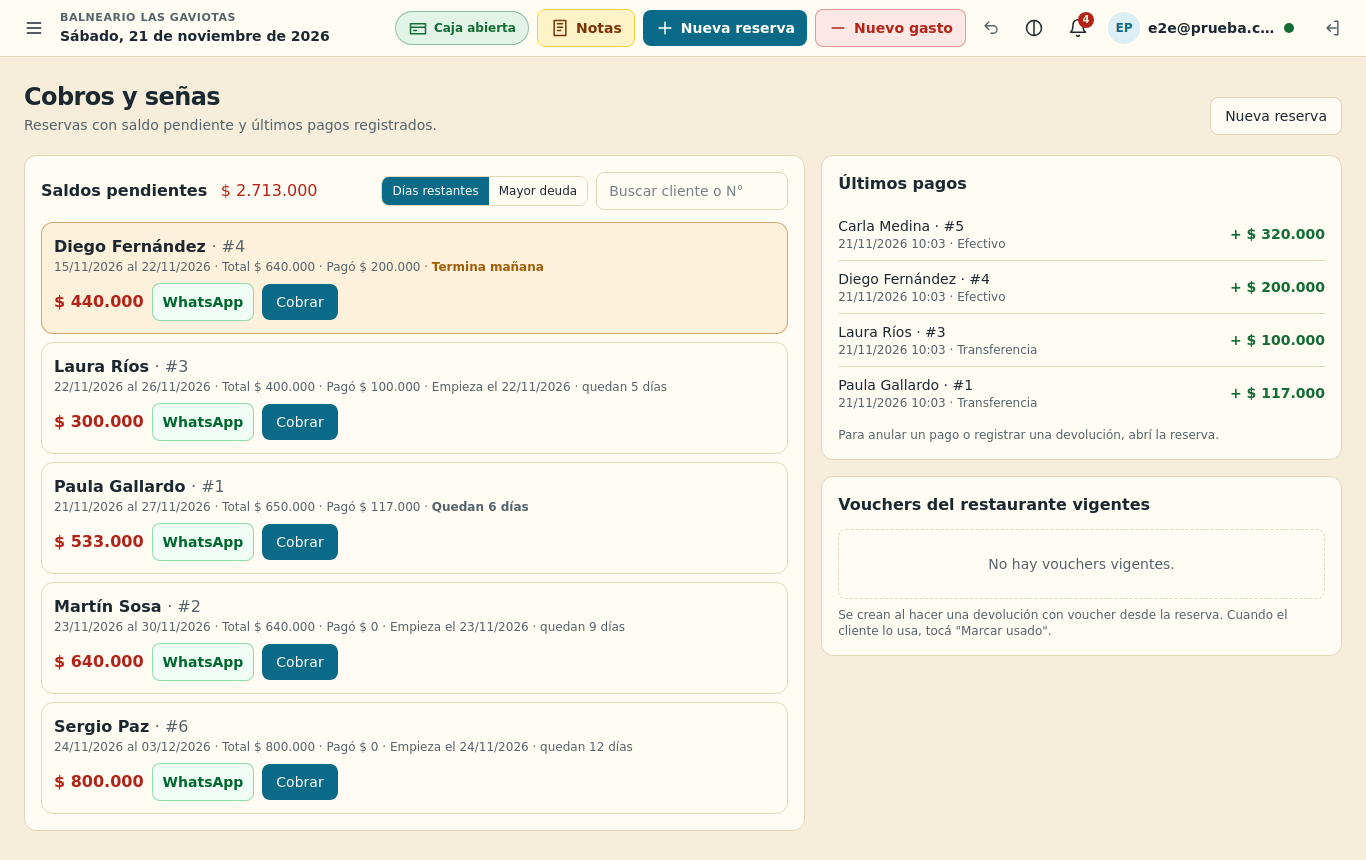 BALNEARIO LAS GAVIOTAS
Sábado, 21 de noviembre de 2026
Caja abierta
Notas
Nueva reserva
Nuevo gasto
4
EP
e2e@prueba.c...
Cobros y señas
Reservas con saldo pendiente y últimos pagos registrados.
Nueva reserva
Saldos pendientes $ 2.713.000
Días restantes
Mayor deuda
Buscar cliente o N°
Diego Fernández · #4
15/11/2026 al 22/11/2026 · Total $ 640.000 · Pagó $ 200.000 · Termina mañana
$ 440.000 WhatsApp Cobrar
Laura Ríos · #3
22/11/2026 al 26/11/2026 · Total $ 400.000 · Pagó $ 100.000 · Empieza el 22/11/2026 · quedan 5 días
$ 300.000 WhatsApp Cobrar
Paula Gallardo · #1
21/11/2026 al 27/11/2026 · Total $ 650.000 · Pagó $ 117.000 · Quedan 6 días
$ 533.000 WhatsApp Cobrar
Martín Sosa · #2
23/11/2026 al 30/11/2026 · Total $ 640.000 · Pagó $ 0 · Empieza el 23/11/2026 · quedan 9 días
$ 640.000 WhatsApp Cobrar
Sergio Paz · #6
24/11/2026 al 03/12/2026 · Total $ 800.000 · Pagó $ 0 · Empieza el 24/11/2026 · quedan 12 días
$ 800.000 WhatsApp Cobrar
Últimos pagos
Carla Medina · #5
21/11/2026 10:03 · Efectivo
+ $ 320.000
Diego Fernández · #4
21/11/2026 10:03 · Efectivo
+ $ 200.000
Laura Ríos · #3
21/11/2026 10:03 · Transferencia
+ $ 100.000
Paula Gallardo · #1
21/11/2026 10:03 · Transferencia
+ $ 117.000
Para anular un pago o registrar una devolución, abrí la reserva.
Vouchers del restaurante vigentes
No hay vouchers vigentes.
Se crean al hacer una devolución con voucher desde la reserva. Cuando el
cliente lo usa, tocá "Marcar usado".